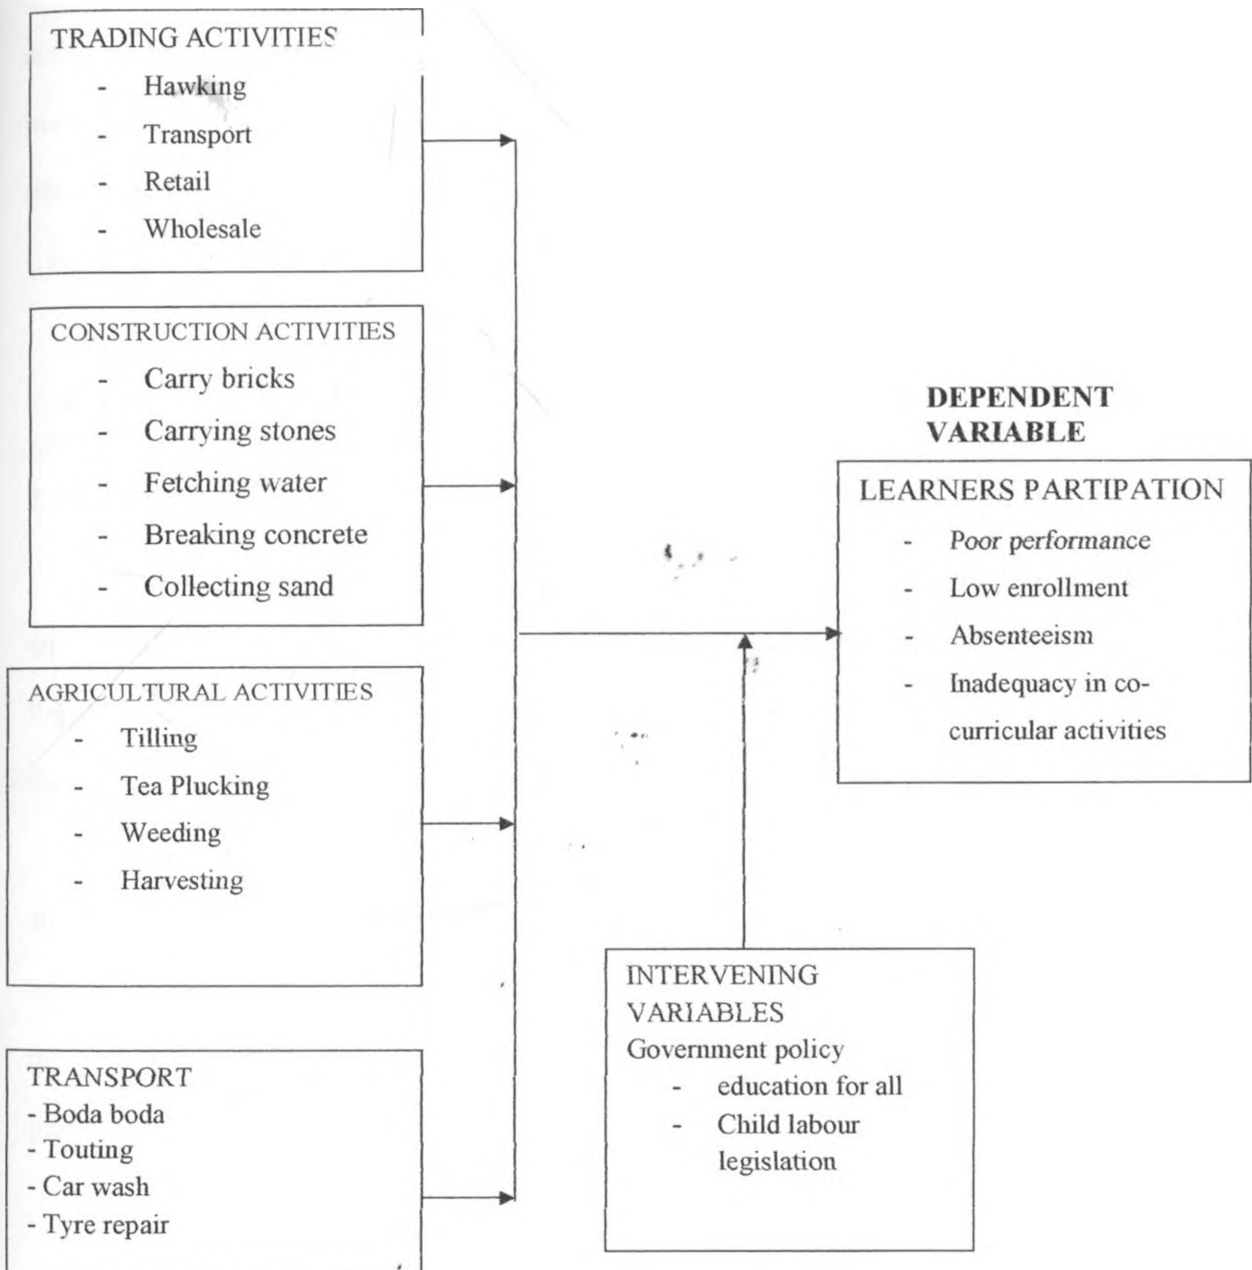 TRADING ACTIVITIES
- Hawking
- Transport
- Retail
- Wholesale
CONSTRUCTION ACTIVITIES
- Carry bricks
- Carrying stones
- Fetching water
- Breaking concrete
- Collecting sand
AGRICULTURAL ACTIVITIES
- Tilling
- Tea Plucking
- Weeding
- Harvesting
TRANSPORT
- Boda boda
- Touting
- Car wash
- Tyre repair
DEPENDENT
VARIABLE
LEARNERS PARTIPATION
- Poor performance
- Low enrollment
- Absenteeism
- Inadequacy in co-
curricular activities
INTERVENING
VARIABLES
Government policy
- education for all
- Child labour
legislation